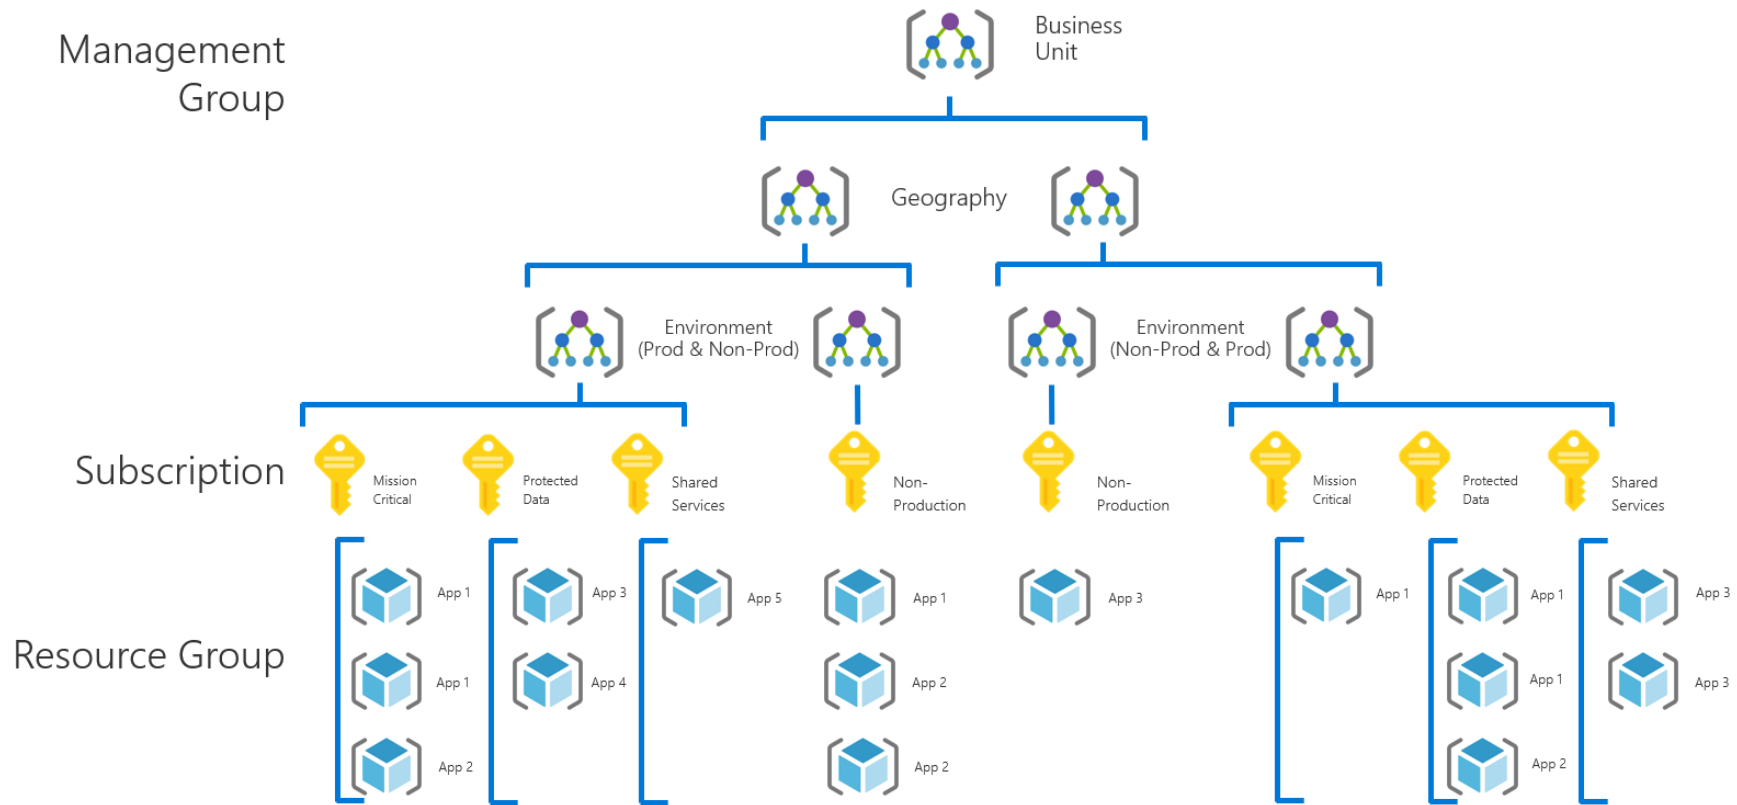 Management
Group
Business
Unit
Geography
Environment
(Prod & Non-Prod)
Environment
(Non-Prod & Prod)
Subscription
Mission
Critical
Protected
Data
Shared
Services
Non-
Production
Non-
Production
Mission
Critical
Protected
Data
Shared
Services
Resource Group
App 1
App 3
App 5
App 1
App 3
App 1
App 1
App 3
App 1
App 4
App 2
App 1
App 3
App 2
App 2
App 2